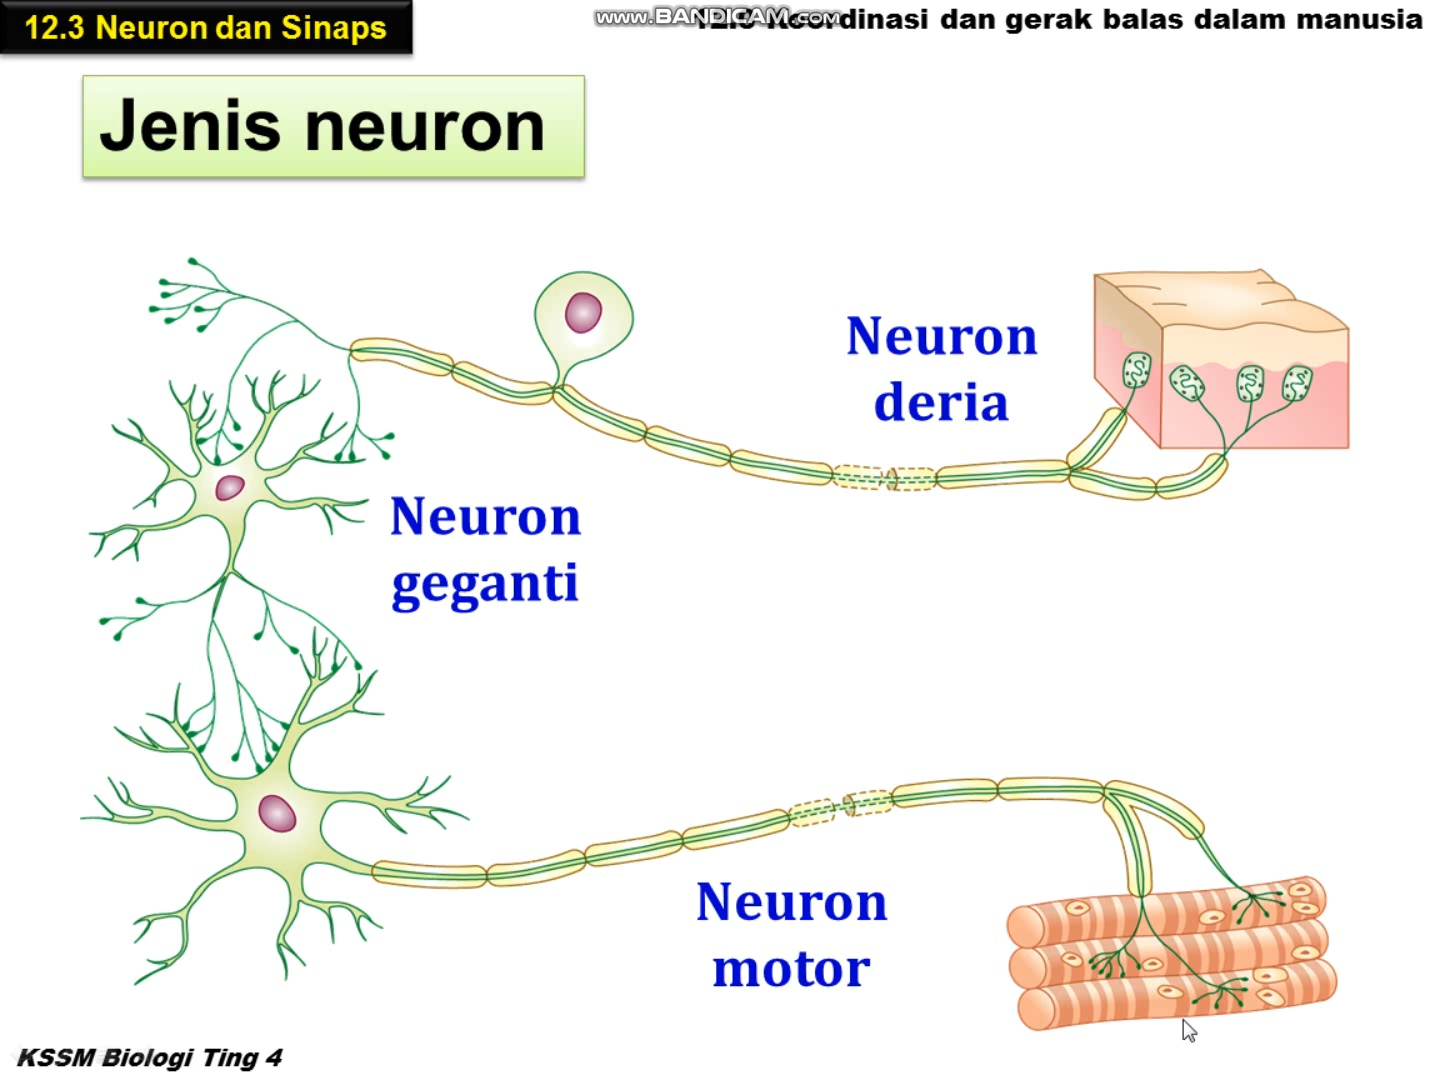 12.3 Neuron dan Sinaps
www.BANDICAM.com
dan gerak balas dalam manusia
Jenis neuron
Neuron
deria
Neuron
geganti
Neuron
motor
KSSM Biologi Ting 4